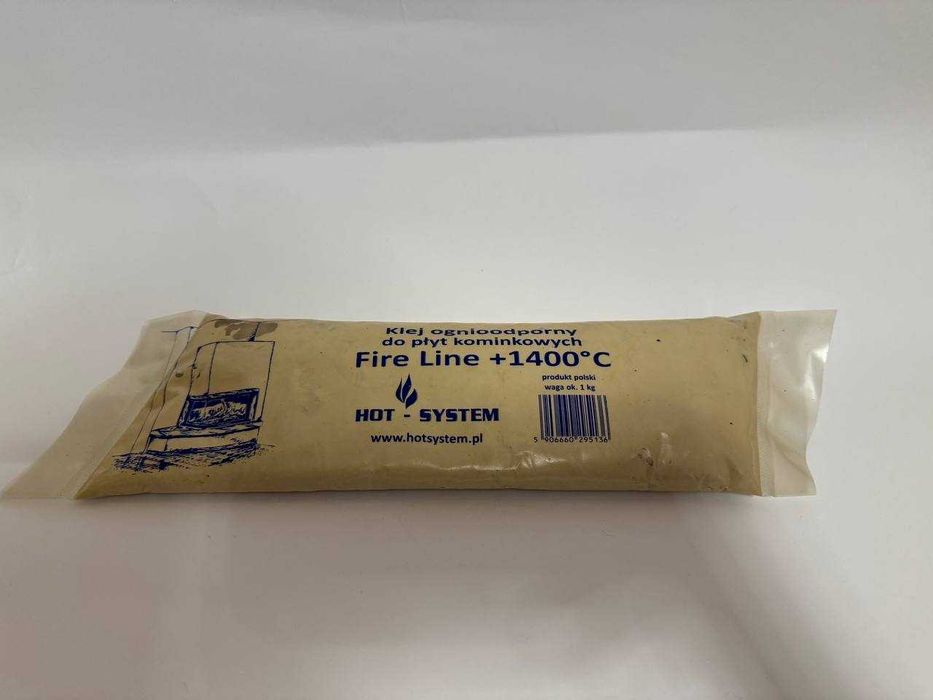 Klej ognioodporny
do płyt kominkowych
Fire Line +1400°C
produkt polski
waga ok. 1 kg
HOT - SYSTEM
www.hotsystem.pl
5 906660 295136